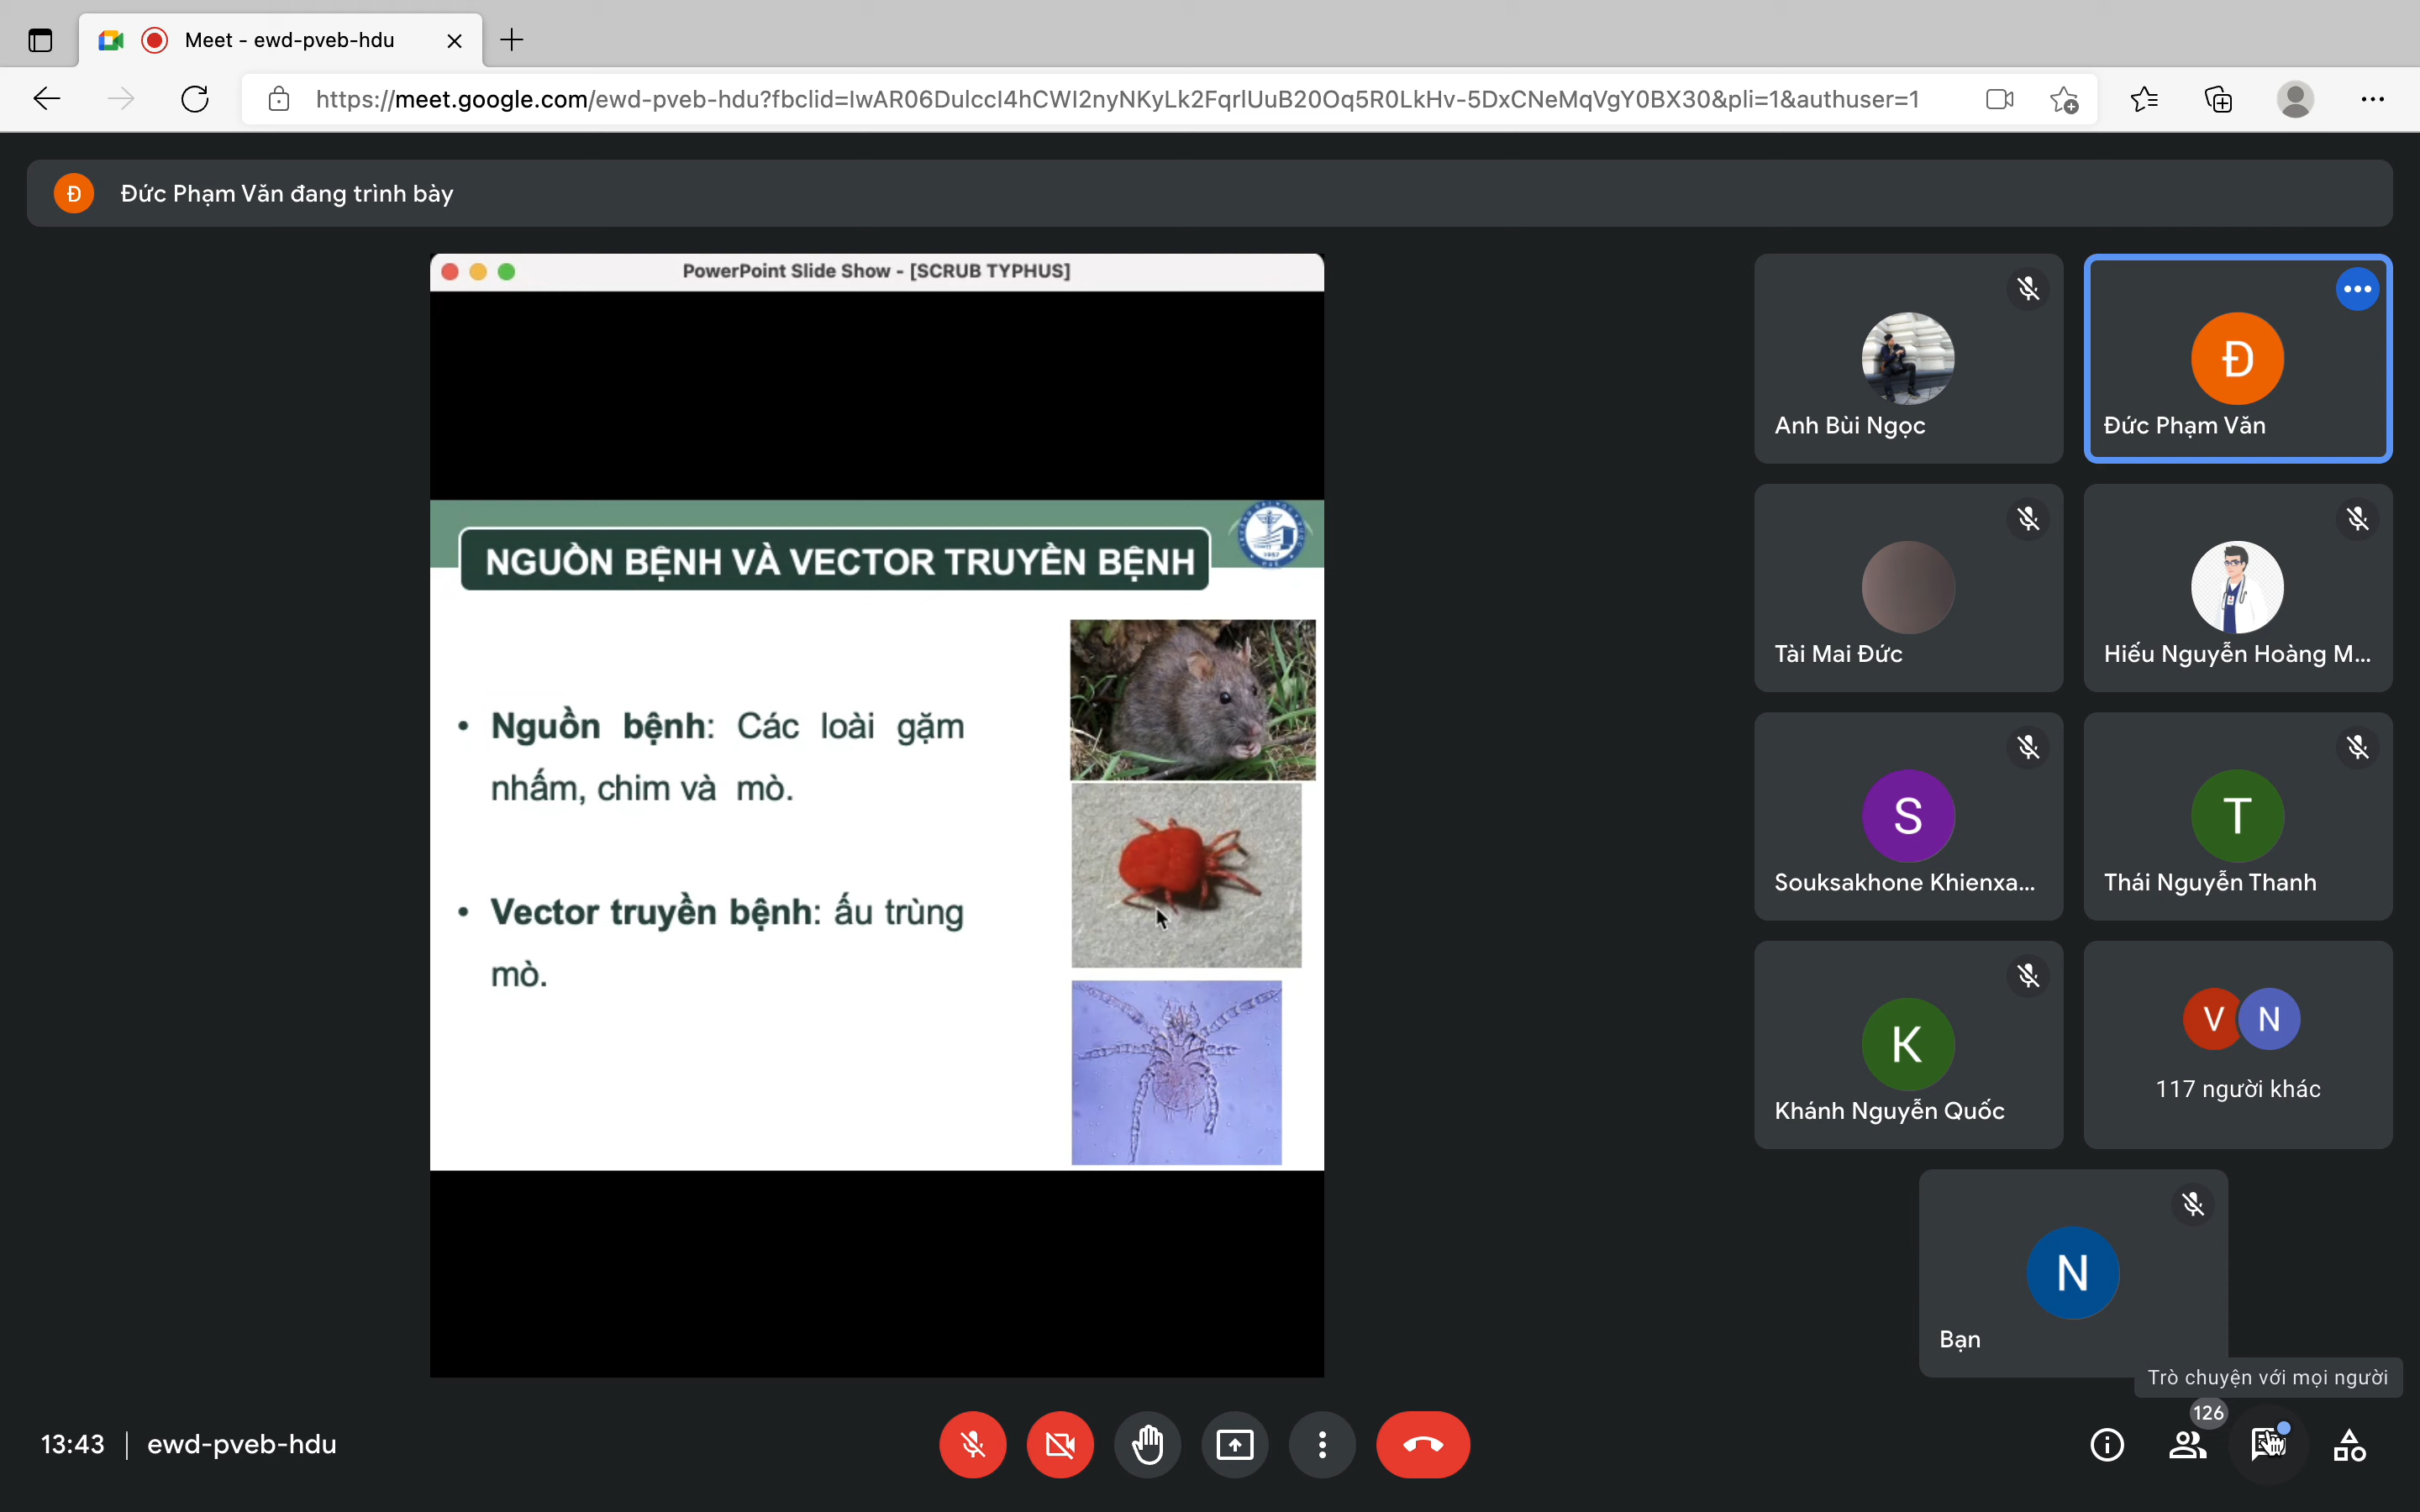 Meet - ewd-pveb-hdu
https://meet.google.com/ewd-pveb-hdu?fbclid=IwAR06DulccI4hCWI2nyNKyLk2FqrlUuB20Oq5R0LkHv-5DxCNeMqVgY0BX30&pli=1&authuser=1
Đ Đức Phạm Văn đang trình bày
PowerPoint Slide Show - [SCRUB TYPHUS]
NGUỒN BỆNH VÀ VECTOR TRUYỀN BỆNH
1957
• Nguồn bệnh: Các loài gặm
nhấm, chim và mò.
• Vector truyền bệnh: ấu trùng
mò.
Anh Bùi Ngọc
Đ
Đức Phạm Văn
Tài Mai Đức
Hiếu Nguyễn Hoàng M...
S
Souksakhone Khienxa...
T
Thái Nguyễn Thanh
K
Khánh Nguyễn Quốc
V N
117 người khác
N
Bạn
Trò chuyện với mọi người
126
13:43 | ewd-pveb-hdu